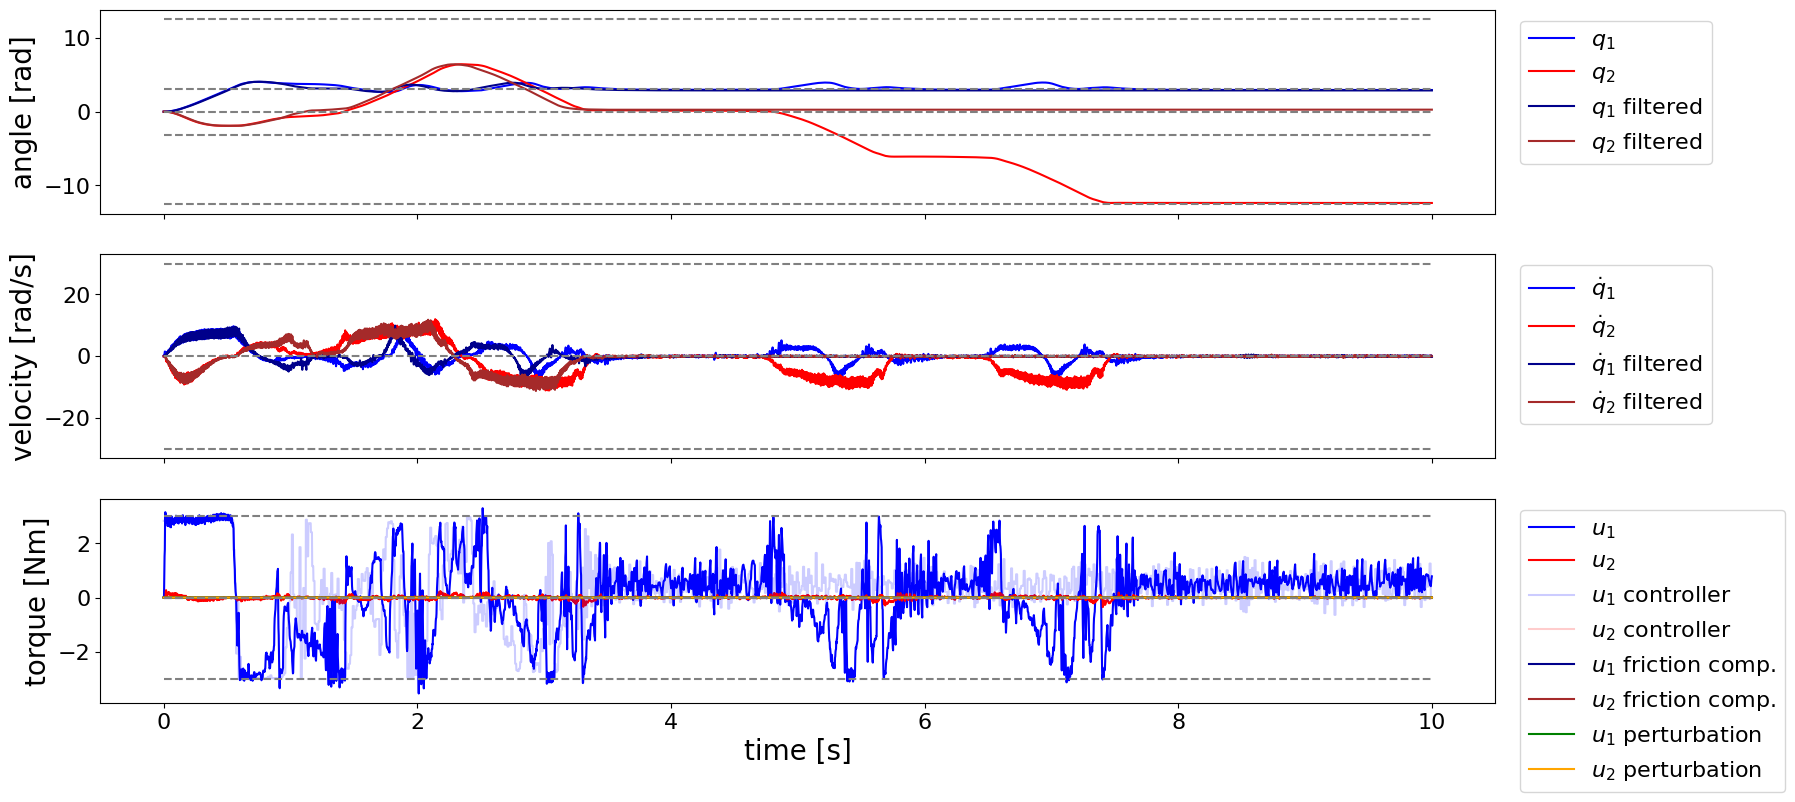 angle [rad]
10
0
−10
q₁
q₂
q₁ filtered
q₂ filtered
velocity [rad/s]
20
0
−20
q̇₁
q̇₂
q̇₁ filtered
q̇₂ filtered
torque [Nm]
2
0
−2
0 2 4 6 8 10
time [s]
u₁
u₂
u₁ controller
u₂ controller
u₁ friction comp.
u₂ friction comp.
u₁ perturbation
u₂ perturbation